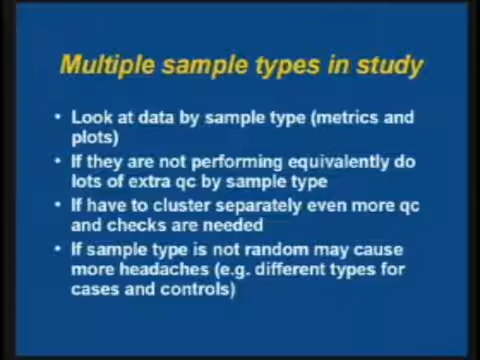 Multiple sample types in study
• Look at data by sample type (metrics and
plots)
• If they are not performing equivalently do
lots of extra qc by sample type
• If have to cluster separately even more qc
and checks are needed
• If sample type is not random may cause
more headaches (e.g. different types for
cases and controls)